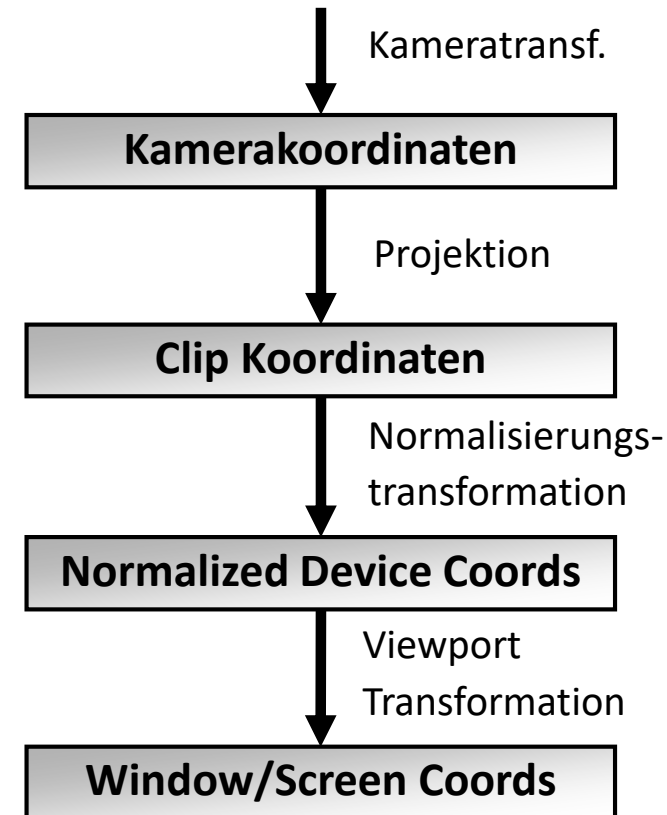 Kameratransf.
Kamerakoordinaten
Projektion
Clip Koordinaten
Normalisierungs-
transformation
Normalized Device Coords
Viewport
Transformation
Window/Screen Coords